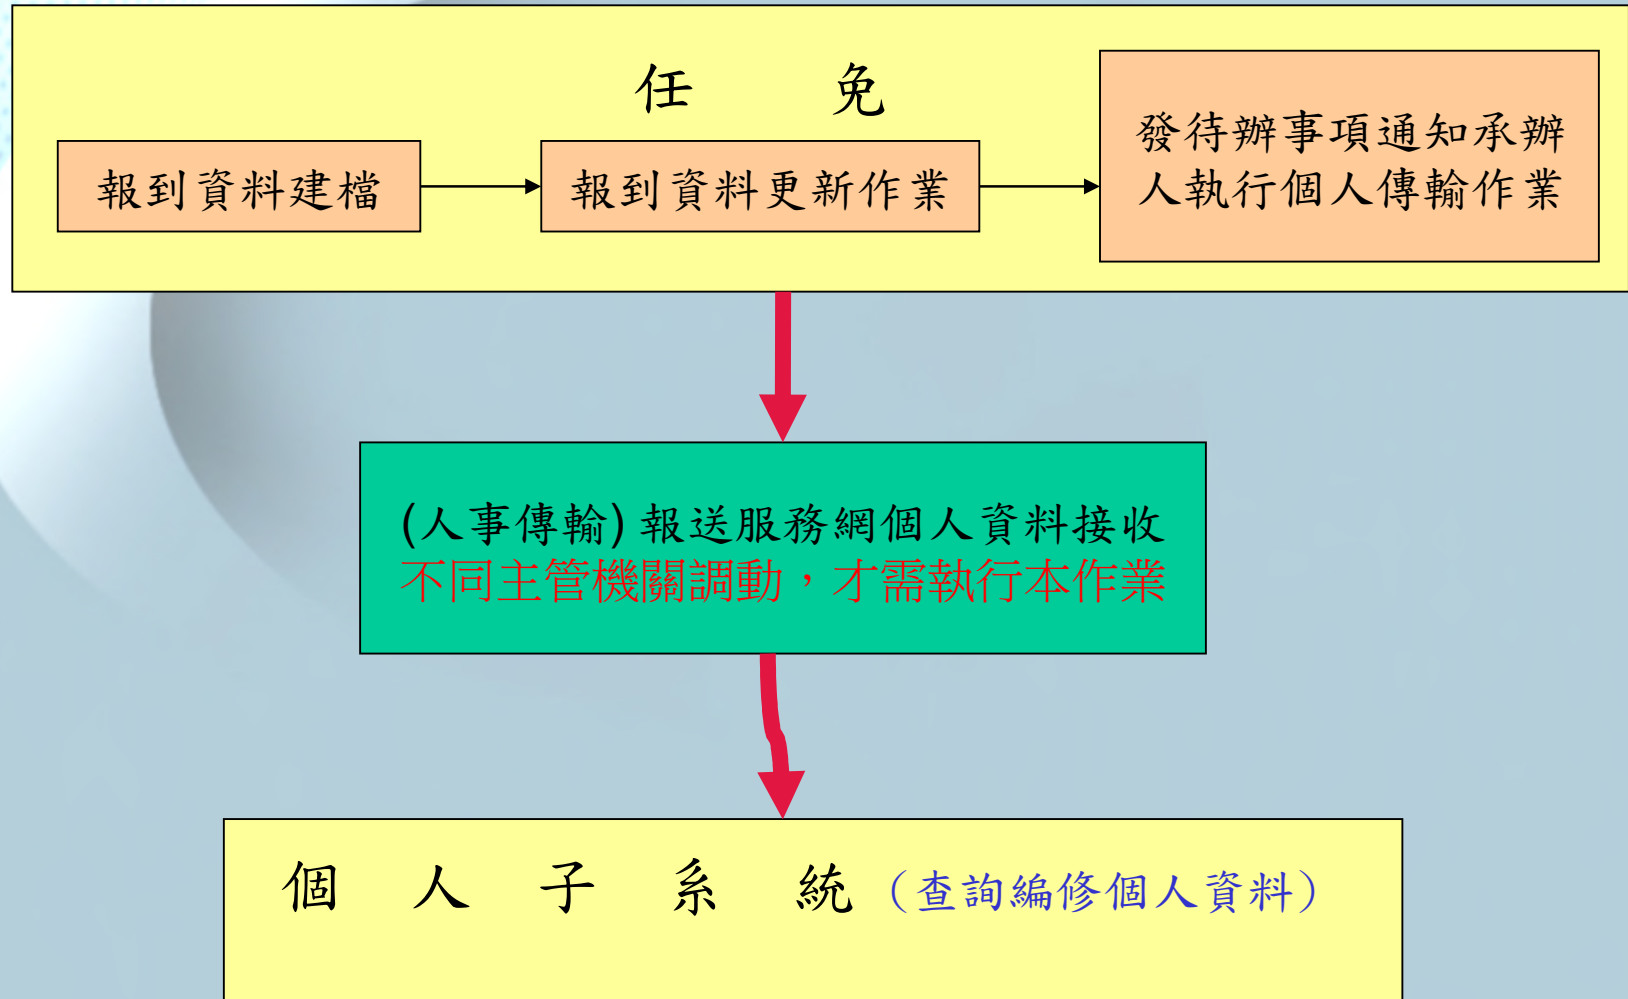 任 免
報到資料建檔
報到資料更新作業
發待辦事項通知承辦
人執行個人傳輸作業
(人事傳輸) 報送服務網個人資料接收
不同主管機關調動，才需執行本作業
個 人 子 系 統（查詢編修個人資料）